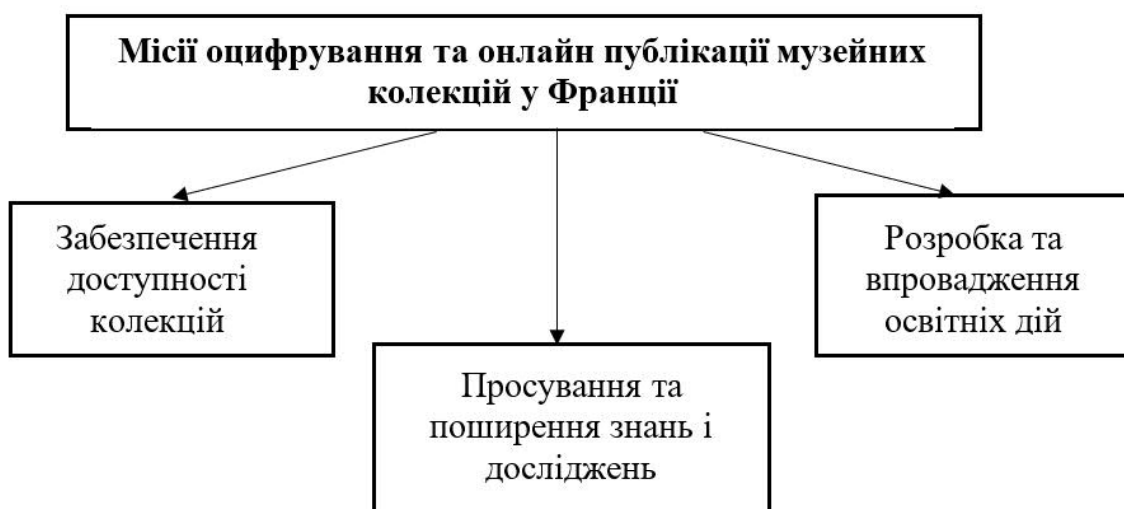 Місії оцифрування та онлайн публікації музейних
колекцій у Франції
Забезпечення
доступності
колекцій
Просування та
поширення знань і
досліджень
Розробка та
впровадження
освітніх дій